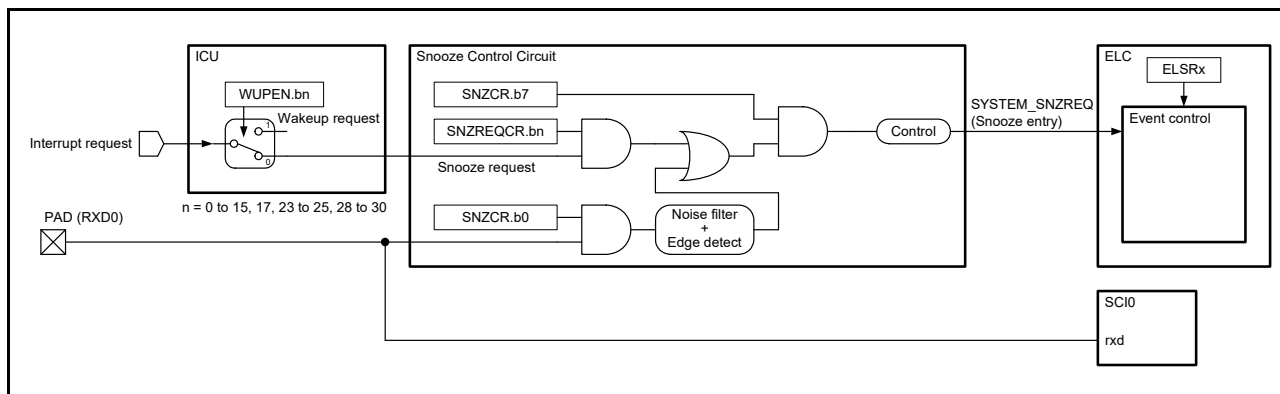 ICU
WUPEN.bn
1
Wakeup request
0
Interrupt request
n = 0 to 15, 17, 23 to 25, 28 to 30
PAD (RXD0)
Snooze Control Circuit
SNZCR.b7
SNZREQCR.bn
Snooze request
SNZCR.b0
Noise filter
+
Edge detect
Control
SYSTEM_SNZREQ
(Snooze entry)
ELC
ELSRx
Event control
SCI0
rxd